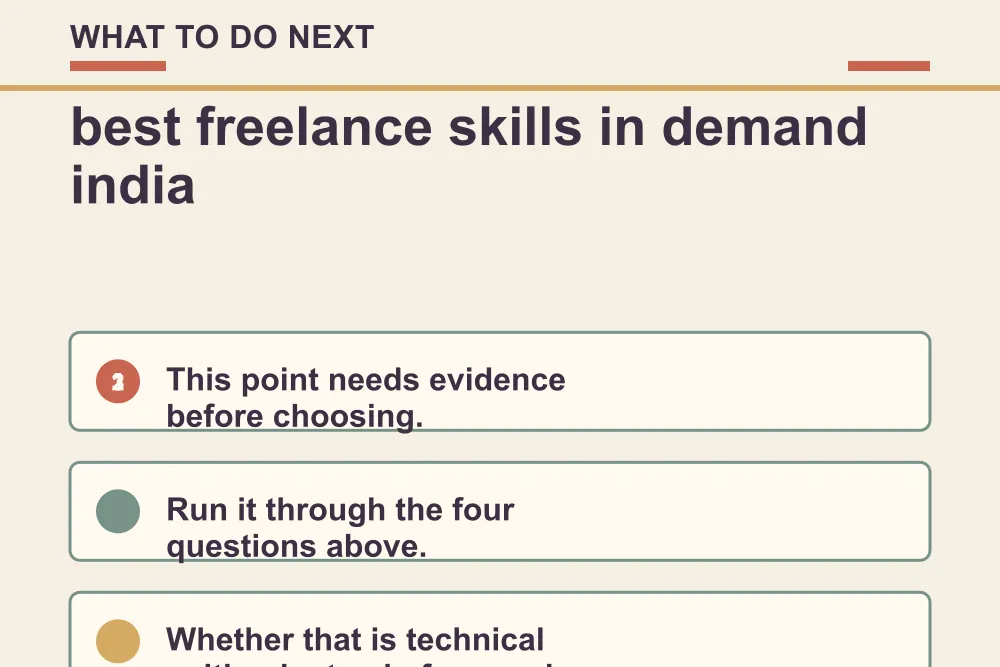 WHAT TO DO NEXT
best freelance skills in demand
india
This point needs evidence
before choosing.
Run it through the four
questions above.
Whether that is technical